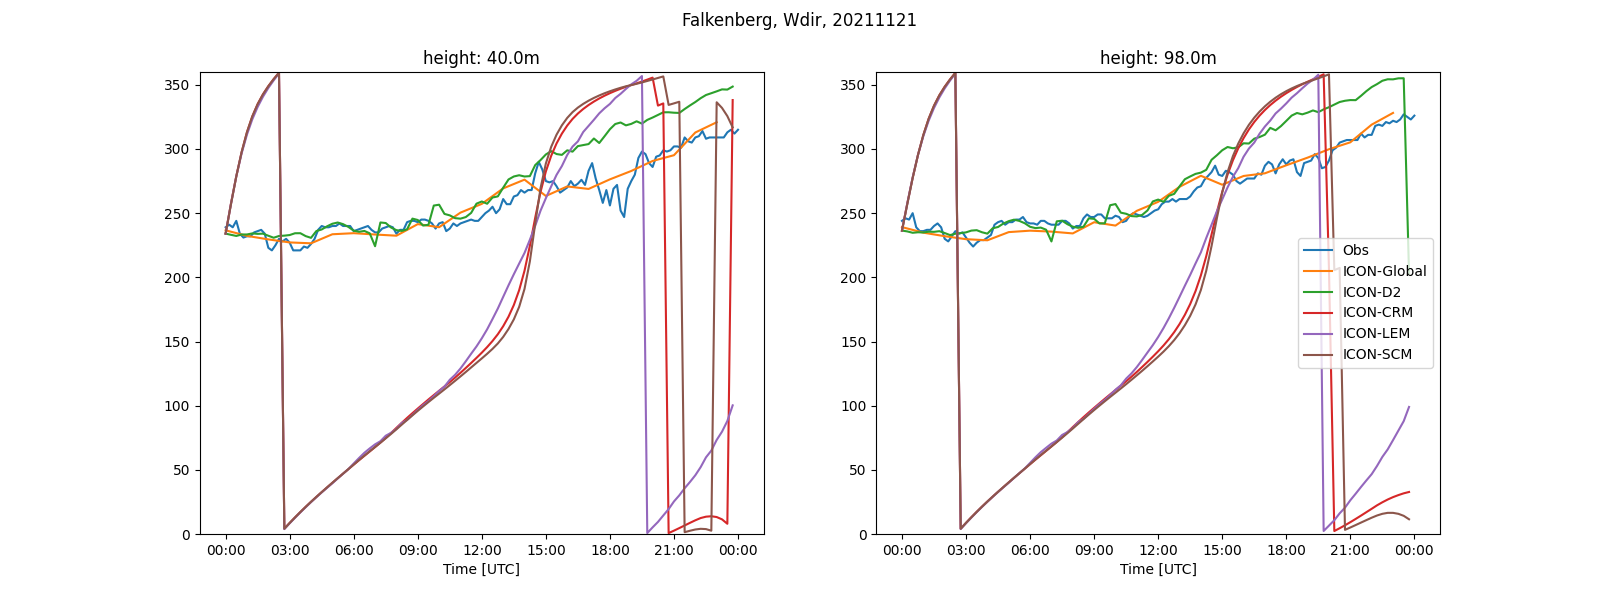 Falkenberg, Wdir, 20211121
height: 40.0m
350
300
250
200
150
100
50
0
00:00 03:00 06:00 09:00 12:00 15:00 18:00 21:00 00:00
Time [UTC]
height: 98.0m
350
300
250
200
150
100
50
0
Obs
ICON-Global
ICON-D2
ICON-CRM
ICON-LEM
ICON-SCM
00:00 03:00 06:00 09:00 12:00 15:00 18:00 21:00 00:00
Time [UTC]